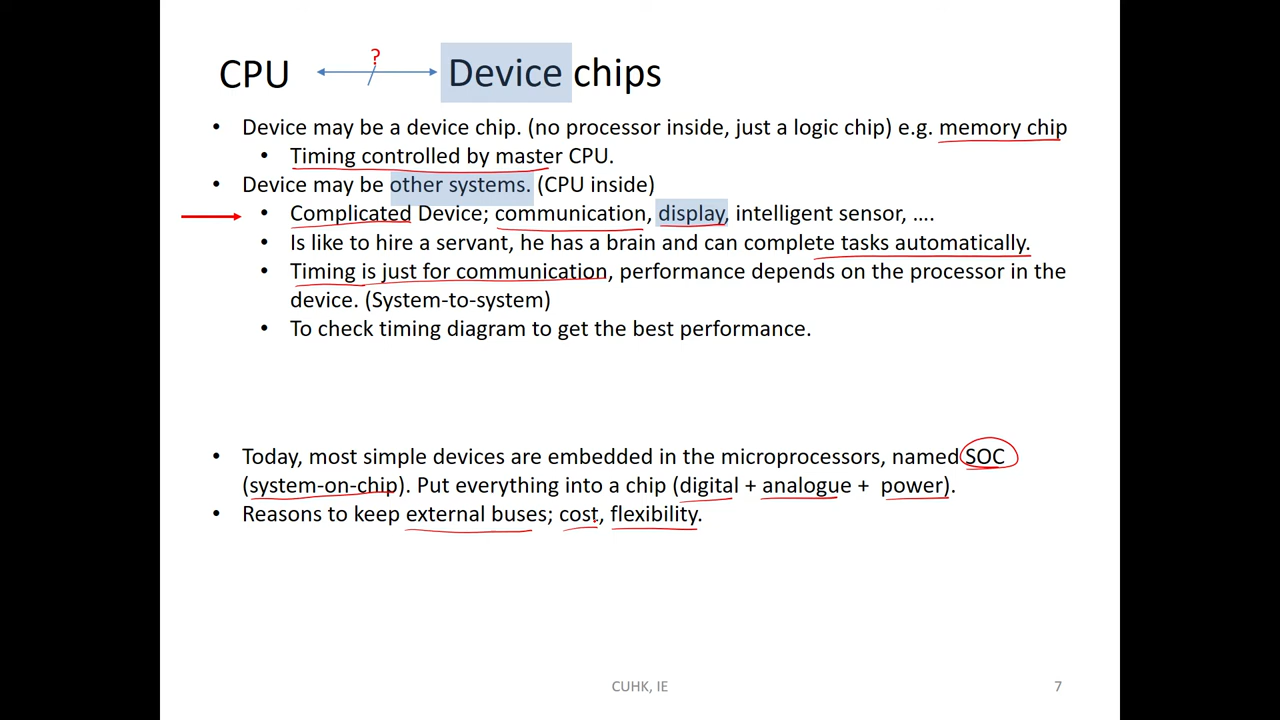 CPU ? Device chips
• Device may be a device chip. (no processor inside, just a logic chip) e.g. memory chip
• Timing controlled by master CPU.
• Device may be other systems. (CPU inside)
• Complicated Device; communication, display, intelligent sensor, ....
• Is like to hire a servant, he has a brain and can complete tasks automatically.
• Timing is just for communication, performance depends on the processor in the
device. (System-to-system)
• To check timing diagram to get the best performance.
• Today, most simple devices are embedded in the microprocessors, named SOC
(system-on-chip). Put everything into a chip (digital + analogue + power).
• Reasons to keep external buses; cost, flexibility.
CUHK, IE 7